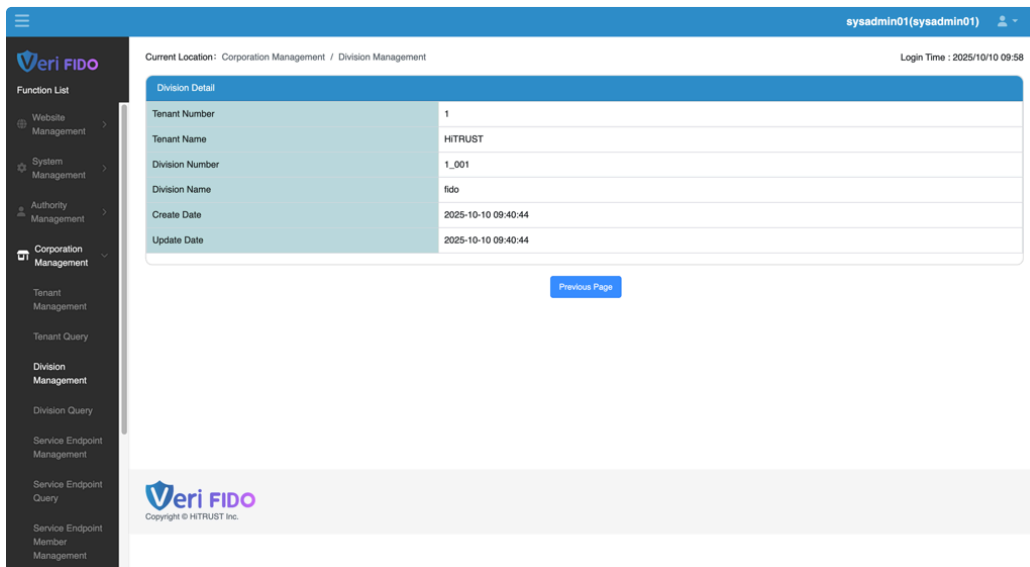 sysadmin01(sysadmin01)
Veri FIDO
Function List
Website
Management
System
Management
Authority
Management
Corporation
Management
Tenant
Management
Tenant Query
Division
Management
Division Query
Service Endpoint
Management
Service Endpoint
Query
Service Endpoint
Member
Management
Current Location： Corporation Management / Division Management
Login Time : 2025/10/10 09:58
Division Detail
Tenant Number 1
Tenant Name HiTRUST
Division Number 1_001
Division Name fido
Create Date 2025-10-10 09:40:44
Update Date 2025-10-10 09:40:44
Previous Page
Veri FIDO
Copyright © HiTRUST Inc.